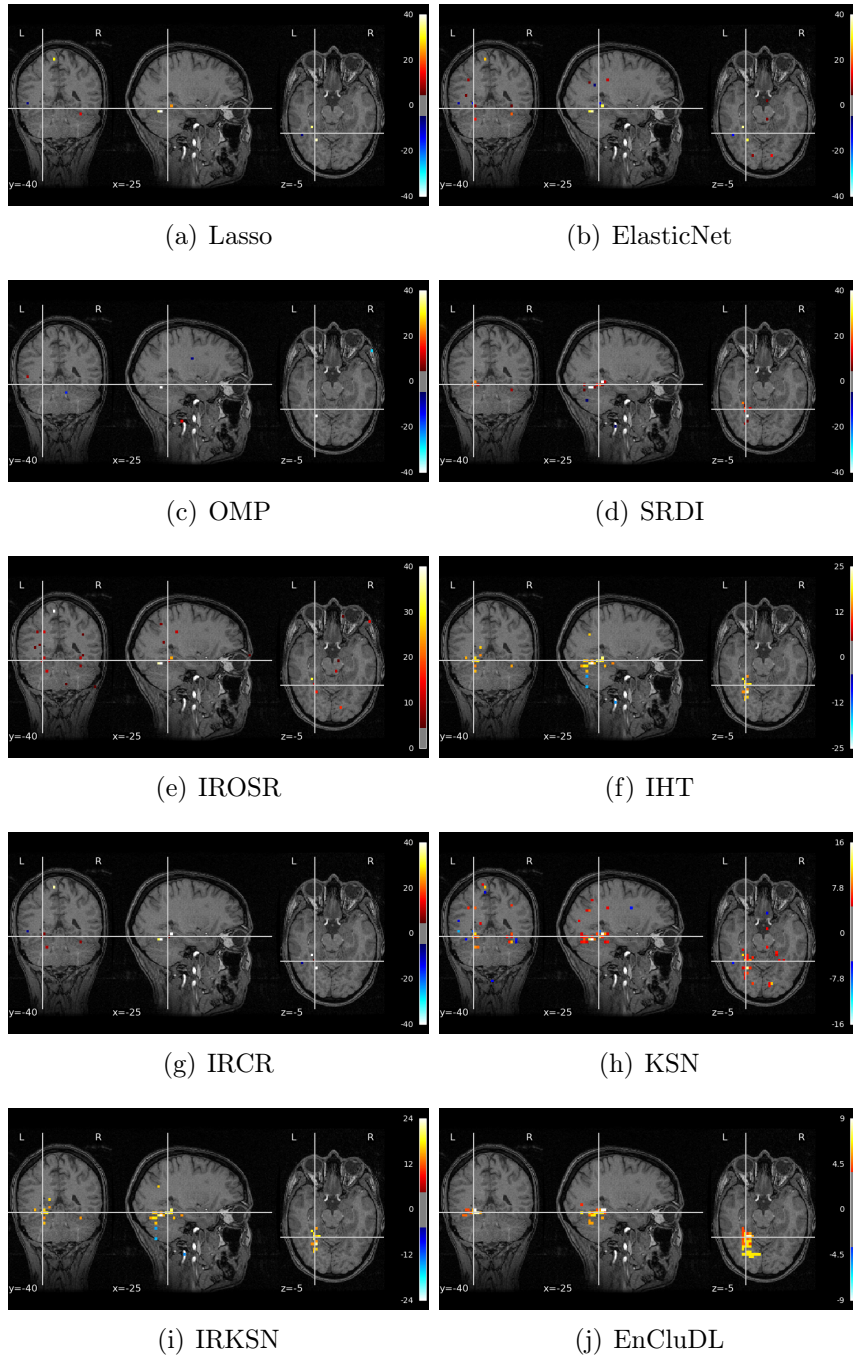 L R L R 40
20
0
-20
y=-40 x=-25 z=-5 -40
(a) Lasso
L R L R 40
20
0
-20
y=-40 x=-25 z=-5 -40
(b) ElasticNet
L R L R 40
20
0
-20
y=-40 x=-25 z=-5 -40
(c) OMP
L R L R 40
20
0
-20
y=-40 x=-25 z=-5 -40
(d) SRDI
L R L R 40
30
20
10
y=-40 x=-25 z=-5 0
(e) IROSR
L R L R 25
12
0
-12
y=-40 x=-25 z=-5 -25
(f) IHT
L R L R 40
20
0
-20
y=-40 x=-25 z=-5 -40
(g) IRCR
L R L R 16
7.8
0
-7.8
y=-40 x=-25 z=-5 -16
(h) KSN
L R L R 24
12
0
-12
y=-40 x=-25 z=-5 -24
(i) IRKSN
L R L R 9
4.5
0
-4.5
y=-40 x=-25 z=-5 -9
(j) EnCluDL